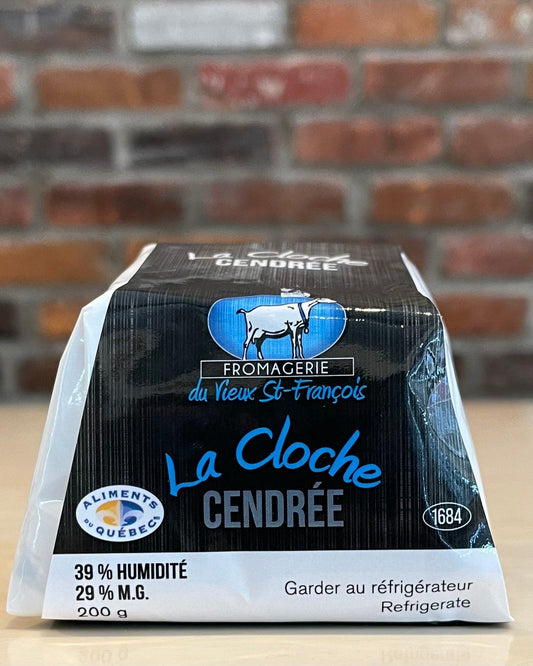 La Cloche
CENDRÉE
FROMAGERIE
du Vieux St-François
La Cloche
CENDRÉE
ALIMENTS
DU
QUÉBEC
1684
39 % HUMIDITÉ
29 % M.G.
200 g
Garder au réfrigérateur
Refrigerate